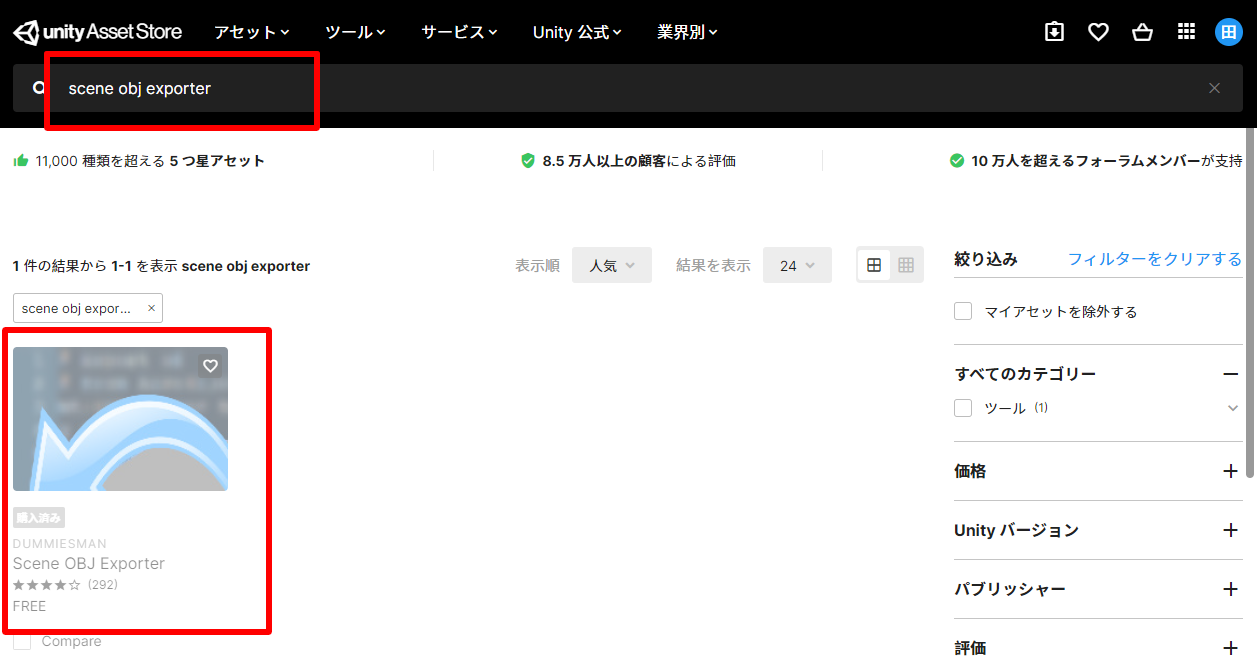 unity Asset Store アセット ツール サービス Unity 公式 業界別 田
scene obj exporter
11,000 種類を超える 5 つ星アセット 8.5 万人以上の顧客による評価 10 万人を超えるフォーラムメンバーが支持
1 件の結果から 1-1 を表示 scene obj exporter 表示順 人気 結果を表示 24
scene obj expor...
購入済み
DUMMIESMAN
Scene OBJ Exporter
(292)
FREE
Compare
絞り込み フィルターをクリアする
マイアセットを除外する
すべてのカテゴリー
ツール (1)
価格
Unity バージョン
パブリッシャー
評価